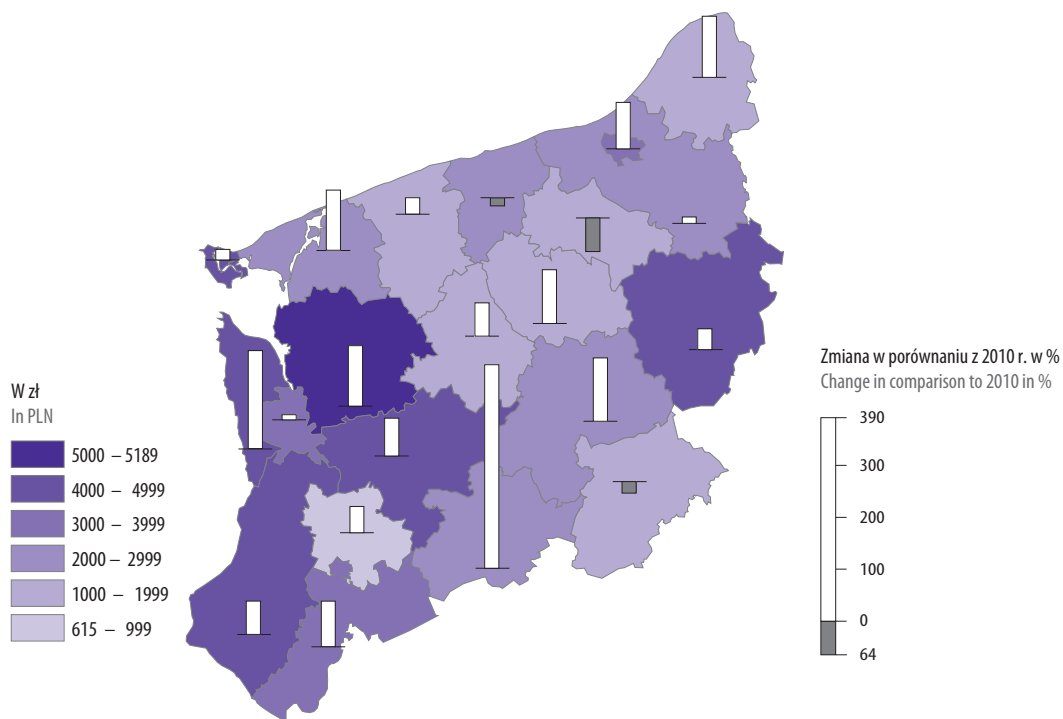 W zł
In PLN
5000 – 5189
4000 – 4999
3000 – 3999
2000 – 2999
1000 – 1999
615 – 999
Zmiana w porównaniu z 2010 r. w %
Change in comparison to 2010 in %
390
300
200
100
0
64